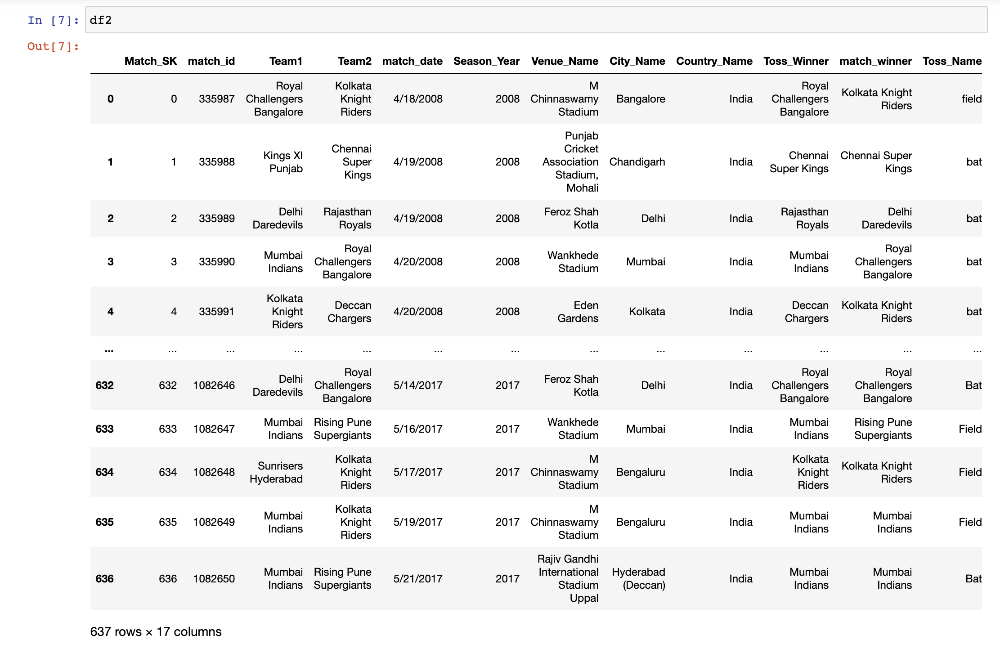 In [7]: df2
Out[7]:
Match_SK match_id Team1 Team2 match_date Season_Year Venue_Name City_Name Country_Name Toss_Winner match_winner Toss_Name
0 0 335987 Royal Challengers Bangalore Kolkata Knight Riders 4/18/2008 2008 M Chinnaswamy Stadium Bangalore India Royal Challengers Bangalore Kolkata Knight Riders field
1 1 335988 Kings XI Punjab Chennai Super Kings 4/19/2008 2008 Punjab Cricket Association Stadium, Mohali Chandigarh India Chennai Super Kings Chennai Super Kings bat
2 2 335989 Delhi Daredevils Rajasthan Royals 4/19/2008 2008 Feroz Shah Kotla Delhi India Rajasthan Royals Delhi Daredevils bat
3 3 335990 Mumbai Indians Royal Challengers Bangalore 4/20/2008 2008 Wankhede Stadium Mumbai India Mumbai Indians Royal Challengers Bangalore bat
4 4 335991 Kolkata Knight Riders Deccan Chargers 4/20/2008 2008 Eden Gardens Kolkata India Deccan Chargers Kolkata Knight Riders bat
... ... ... ... ... ... ... ... ... ... ... ... ...
632 632 1082646 Delhi Daredevils Royal Challengers Bangalore 5/14/2017 2017 Feroz Shah Kotla Delhi India Royal Challengers Bangalore Royal Challengers Bangalore Bat
633 633 1082647 Mumbai Indians Rising Pune Supergiants 5/16/2017 2017 Wankhede Stadium Mumbai India Mumbai Indians Rising Pune Supergiants Field
634 634 1082648 Sunrisers Hyderabad Kolkata Knight Riders 5/17/2017 2017 M Chinnaswamy Stadium Bengaluru India Kolkata Knight Riders Kolkata Knight Riders Field
635 635 1082649 Mumbai Indians Kolkata Knight Riders 5/19/2017 2017 M Chinnaswamy Stadium Bengaluru India Mumbai Indians Mumbai Indians Field
636 636 1082650 Mumbai Indians Rising Pune Supergiants 5/21/2017 2017 Rajiv Gandhi International Stadium Uppal Hyderabad (Deccan) India Mumbai Indians Mumbai Indians Bat
637 rows × 17 columns